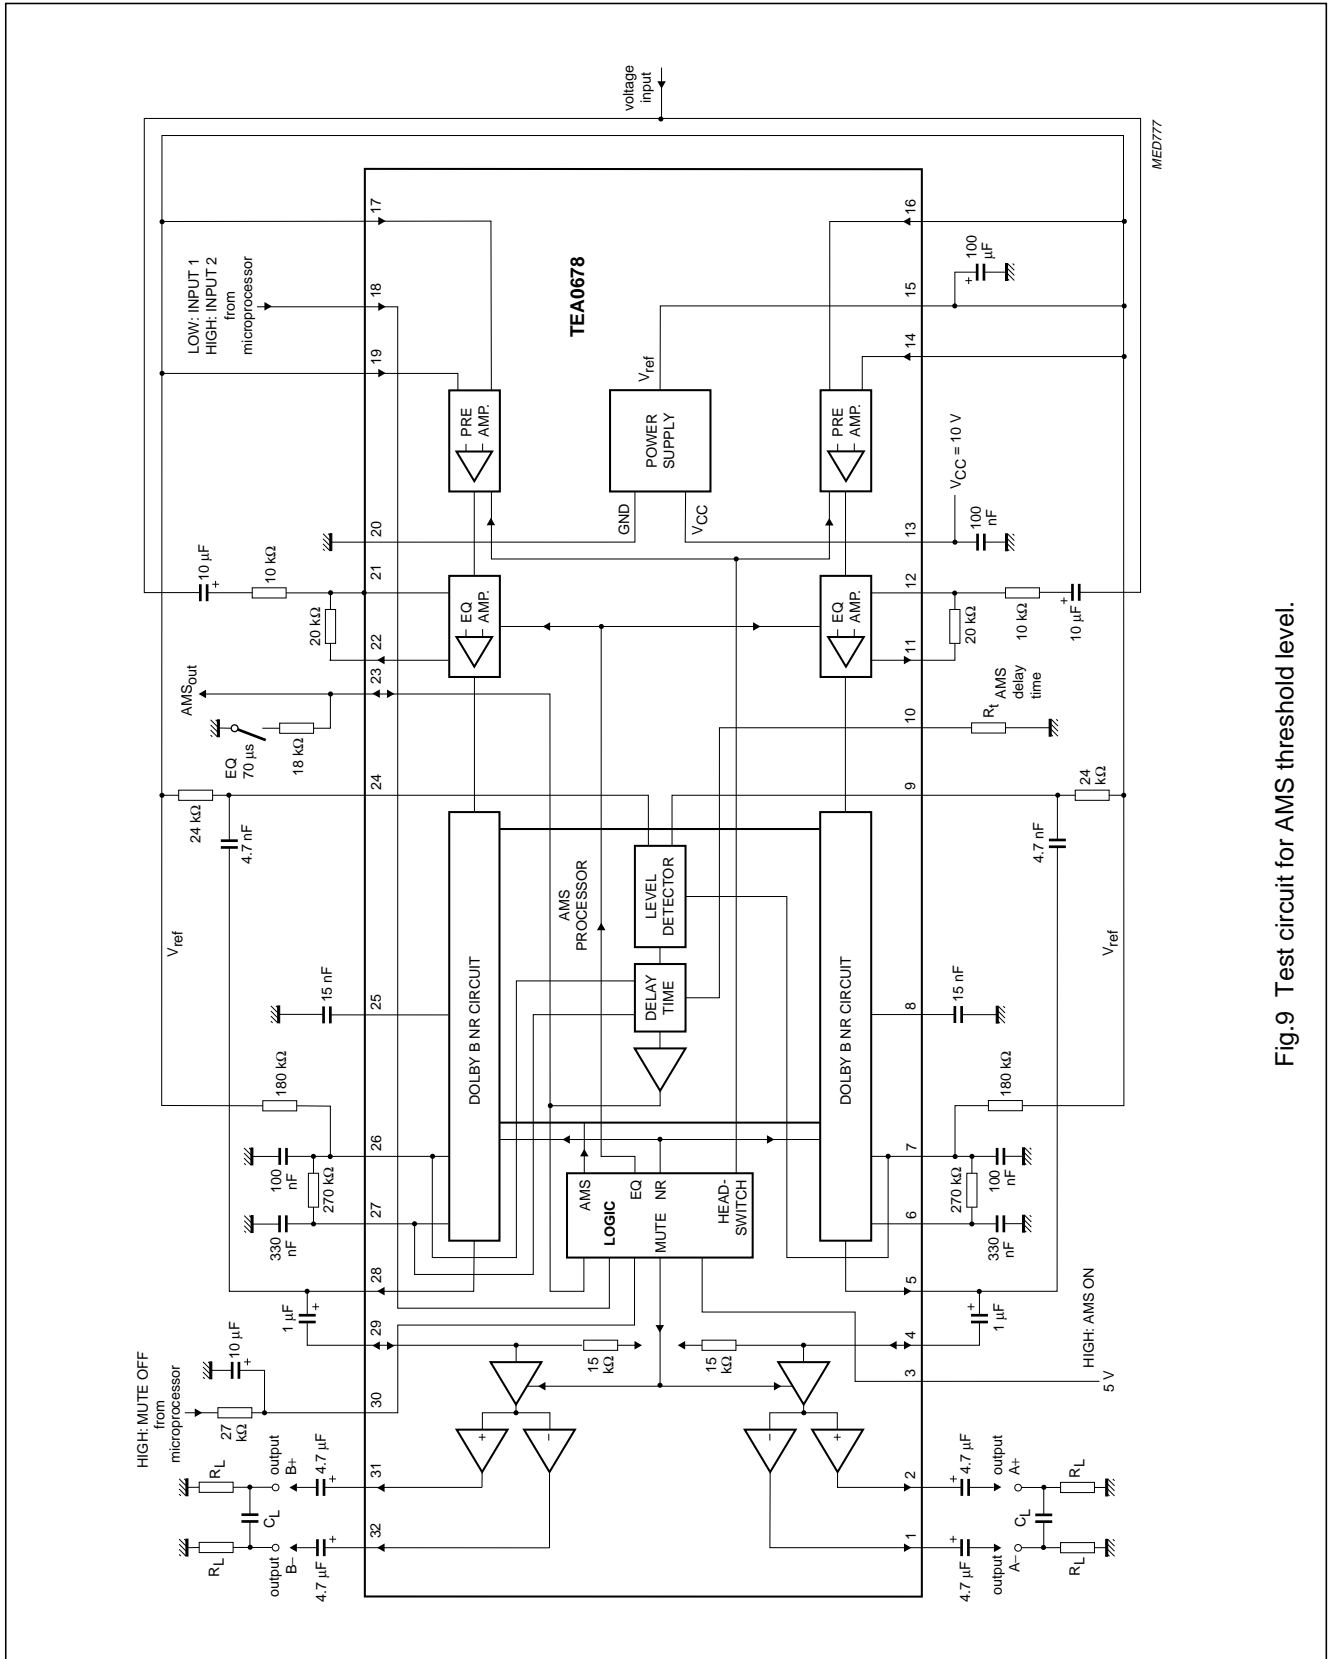 HIGH: MUTE OFF
from
microprocessor
27
kΩ
10 μF
+
1 μF
+
330
nF
100
nF
270 kΩ
180 kΩ
15 nF
Vref
24 kΩ
4.7 nF
EQ
70 μs
18 kΩ
AMSout
20 kΩ
10 μF
+
10 kΩ
LOW: INPUT 1
HIGH: INPUT 2
from
microprocessor
voltage
input
RL
RL
CL
output
B−
output
B+
4.7 μF
+
4.7 μF
+
32
31
30
29
28
27
26
25
24
23
22
21
20
19
18
17
DOLBY B NR CIRCUIT
EQ
AMP.
PRE
AMP.
15
kΩ
15
kΩ
+
−
−
+
AMS
LOGIC
EQ
MUTE NR
HEAD-
SWITCH
DELAY
TIME
LEVEL
DETECTOR
AMS
PROCESSOR
GND
VCC
POWER
SUPPLY
Vref
TEA0678
DOLBY B NR CIRCUIT
EQ
AMP.
PRE
AMP.
1
2
3
4
5
6
7
8
9
10
11
12
13
14
15
16
4.7 μF
+
4.7 μF
+
output
A−
output
A+
CL
RL
RL
5 V
HIGH: AMS ON
+
1 μF
330
nF
270 kΩ
100
nF
180 kΩ
15 nF
4.7 nF
Vref
24
kΩ
Rt
AMS
delay
time
20 kΩ
10 kΩ
10 μF
+
100
nF
VCC = 10 V
+
100
μF
MED777
Fig.9 Test circuit for AMS threshold level.